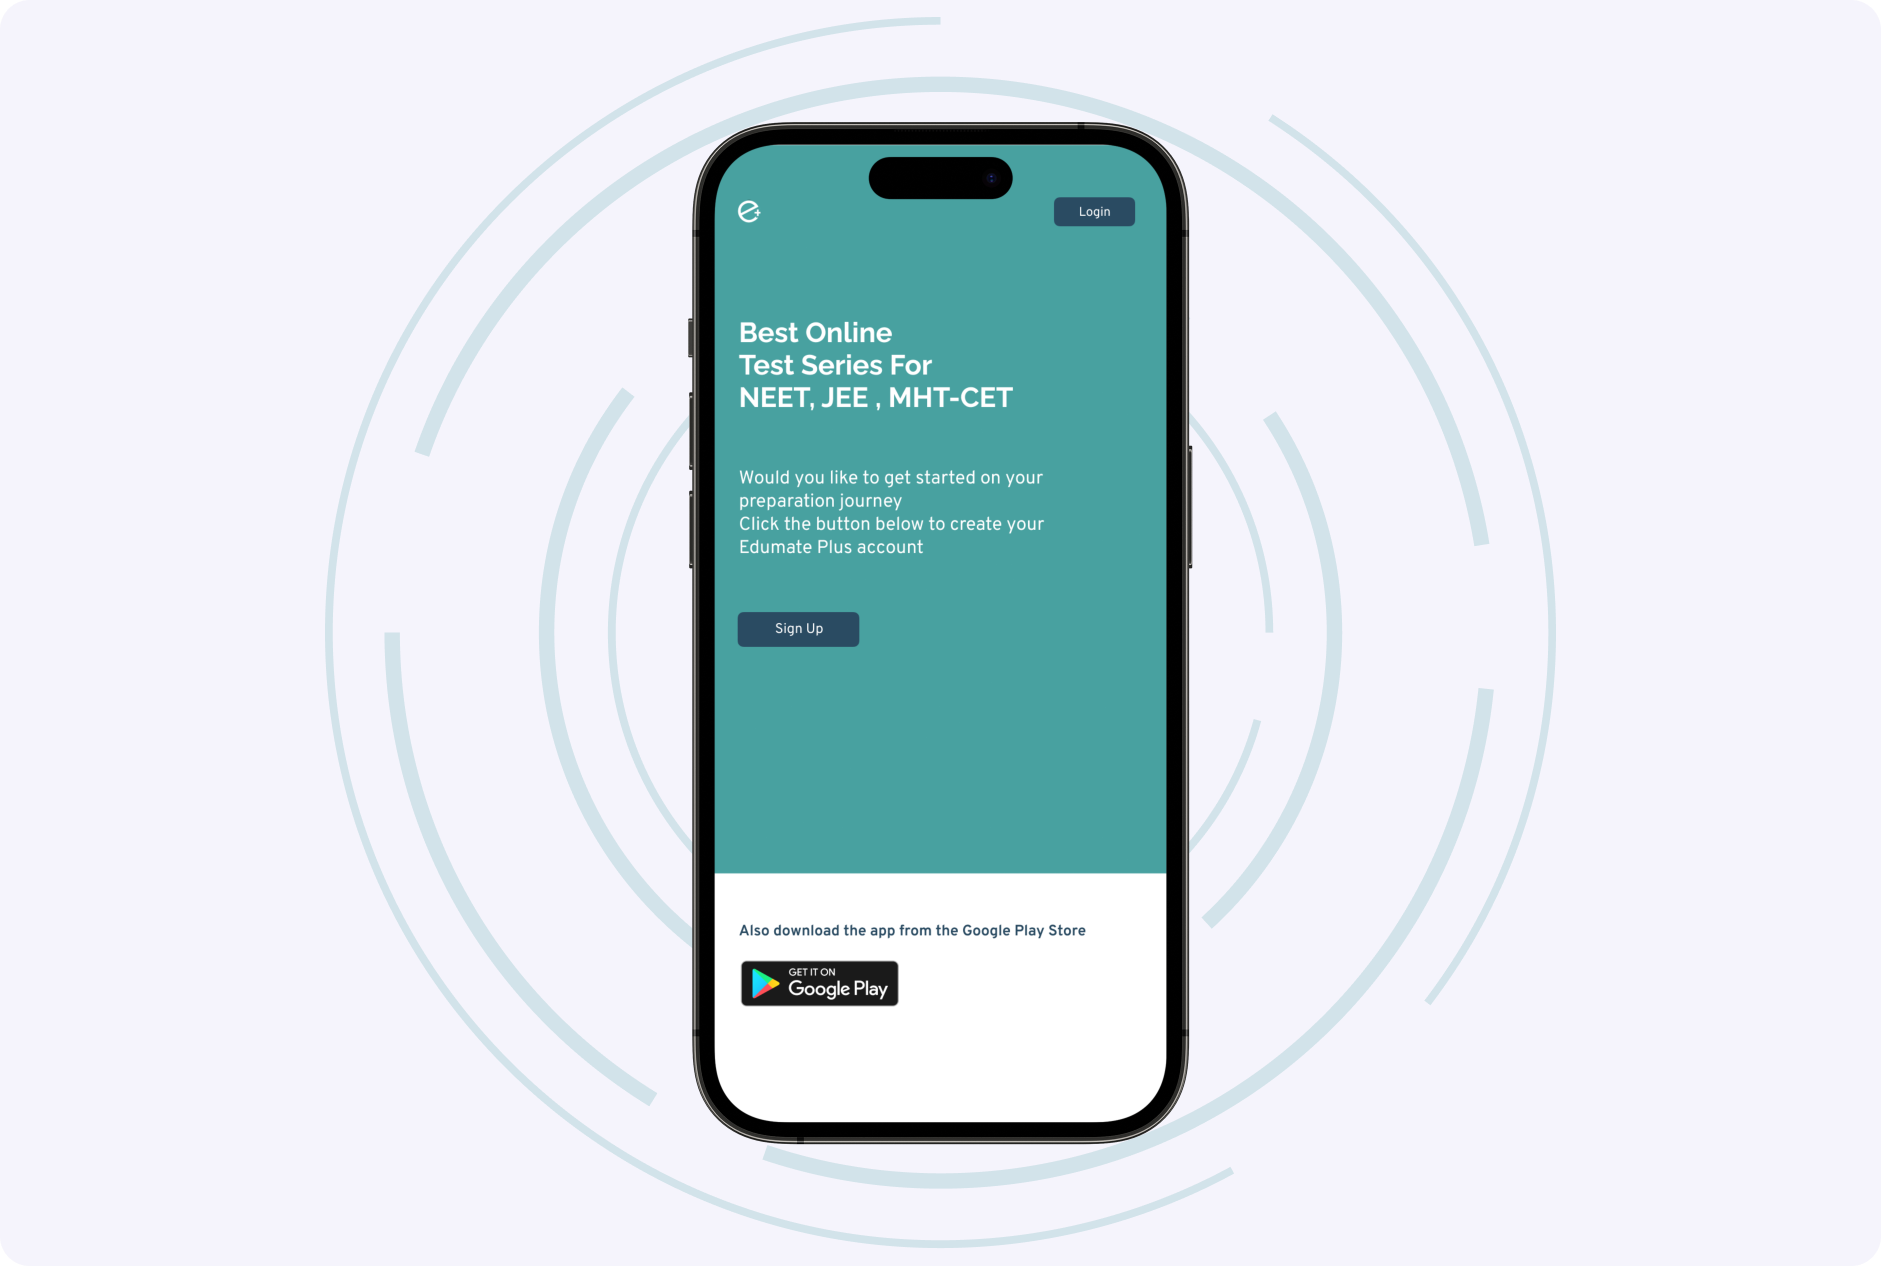 Login
Best Online
Test Series For
NEET, JEE , MHT-CET
Would you like to get started on your
preparation journey
Click the button below to create your
Edumate Plus account
Sign Up
Also download the app from the Google Play Store
GET IT ON
Google Play